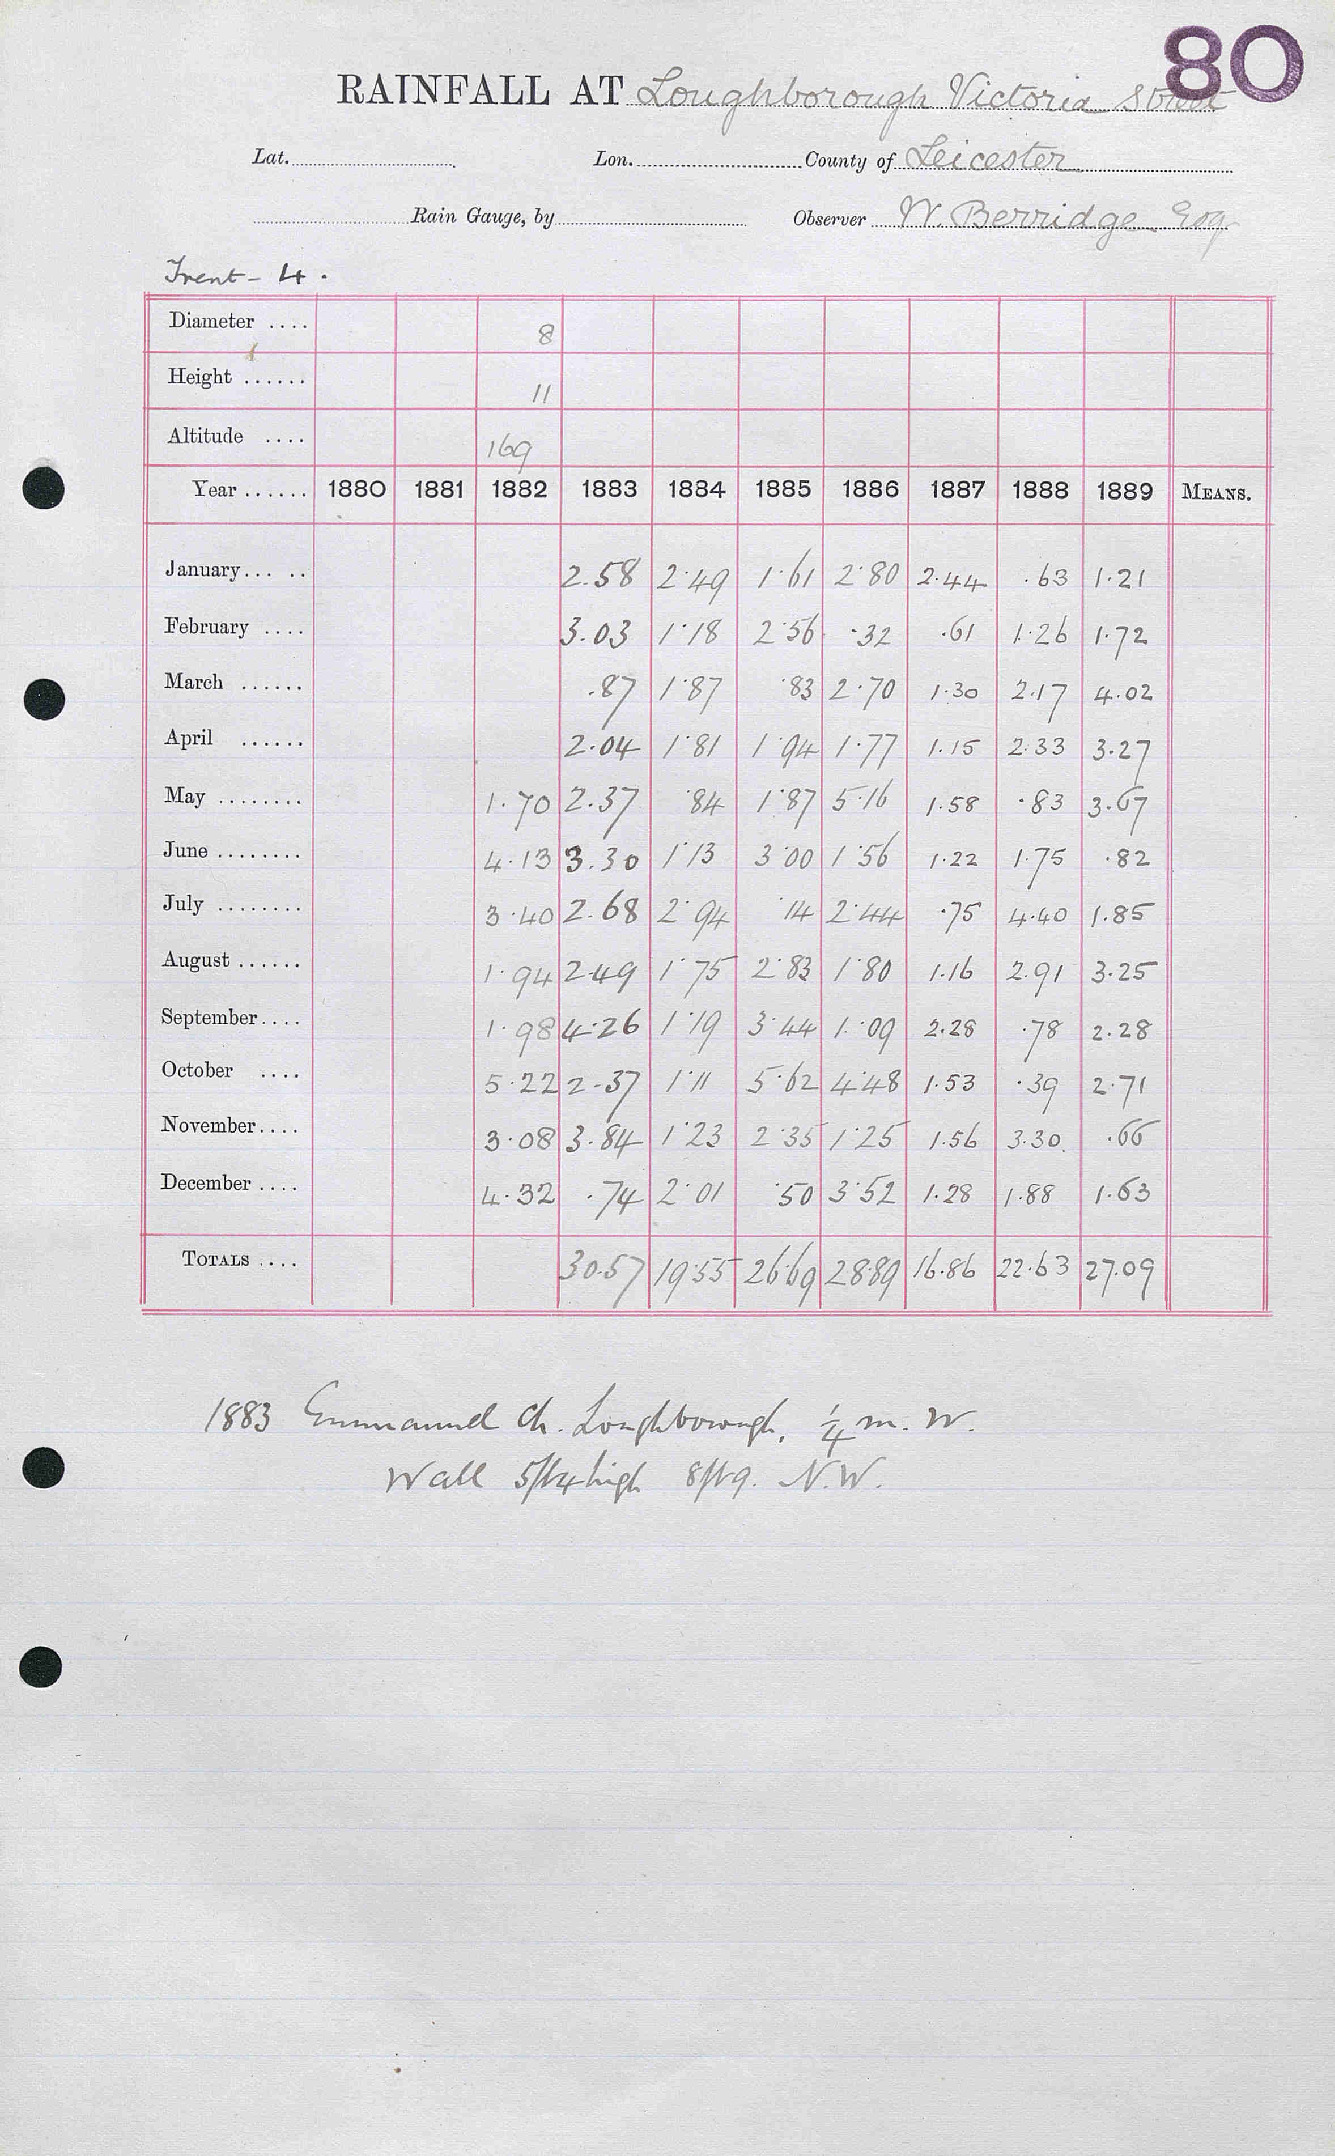 80
RAINFALL AT Loughborough Victoria Street
Lat. Lon. County of Leicester
Rain Gauge, by Observer W. Berridge Esq
Trent - 4.
Diameter .... 8
Height ...... 11
Altitude .... 169
Year ...... 1880 1881 1882 1883 1884 1885 1886 1887 1888 1889 MEANS.
January... .. 2.58 2.49 1.61 2.80 2.44 .63 1.21
February .... 3.03 1.18 2.56 .32 .61 1.26 1.72
March ...... .87 1.87 .83 2.70 1.30 2.17 4.02
April ...... 2.04 1.81 1.94 1.77 1.15 2.33 3.27
May ........ 1.70 2.37 .84 1.87 5.16 1.58 .83 3.67
June ........ 4.13 3.30 1.13 3.00 1.56 1.22 1.75 .82
July ........ 3.40 2.68 2.94 .14 2.44 .75 4.40 1.85
August ...... 1.94 2.49 1.75 2.83 1.80 1.16 2.91 3.25
September.... 1.98 4.26 1.19 3.44 1.09 2.28 .78 2.28
October .... 5.22 2.37 1.11 5.62 4.48 1.53 .39 2.71
November.... 3.08 3.84 1.23 2.35 1.25 1.56 3.30 .66
December .... 4.32 .74 2.01 .50 3.52 1.28 1.88 1.63
TOTALS .... 30.57 19.55 26.69 28.89 16.86 22.63 27.09
1883 Emmanuel Ch. Loughborough, 1/4 m. W.
Wall 5ft4 high 8ft9. N.W.